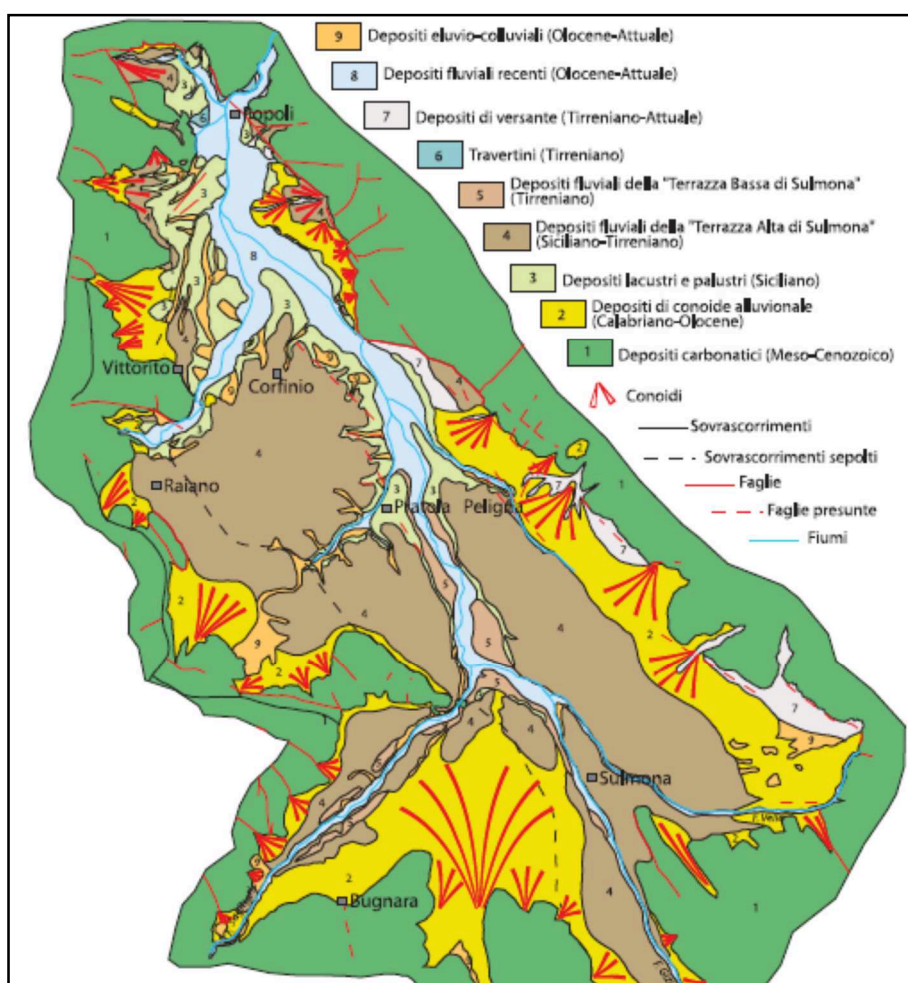 9 Depositi eluvio-colluviali (Olocene-Attuale)
8 Depositi fluviali recenti (Olocene-Attuale)
7 Depositi di versante (Tirreniano-Attuale)
6 Travertini (Tirreniano)
5 Depositi fluviali della "Terrazza Bassa di Sulmona"
(Tirreniano)
4 Depositi fluviali della "Terrazza Alta di Sulmona"
(Siciliano-Tirreniano)
3 Depositi lacustri e palustri (Siciliano)
2 Depositi di conoide alluvionale
(Calabriano-Olocene)
1 Depositi carbonatici (Meso-Cenozoico)
Conoidi
Sovrascorrimenti
Sovrascorrimenti sepolti
Faglie
Faglie presunte
Fiumi
Popoli
Vittorito
Corfinio
Raiano
Pratola Peligna
Sulmona
F. Vella
Bugnara